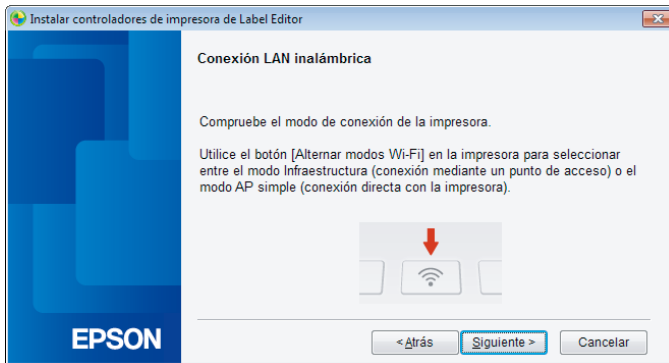 Instalar controladores de impresora de Label Editor
Conexión LAN inalámbrica
Compruebe el modo de conexión de la impresora.
Utilice el botón [Alternar modos Wi-Fi] en la impresora para seleccionar
entre el modo Infraestructura (conexión mediante un punto de acceso) o el
modo AP simple (conexión directa con la impresora).
EPSON
< Atrás
Siguiente >
Cancelar